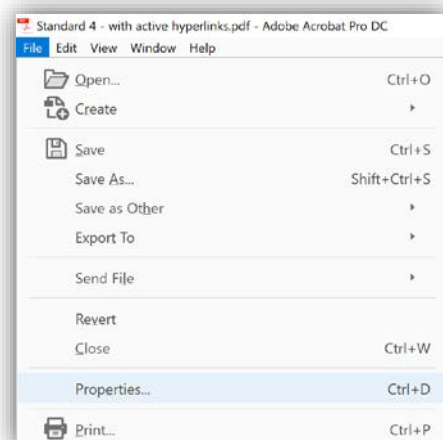 Standard 4 - with active hyperlinks.pdf - Adobe Acrobat Pro DC
File Edit View Window Help
Open... Ctrl+O
Create
Save Ctrl+S
Save As... Shift+Ctrl+S
Save as Other
Export To
Send File
Revert
Close Ctrl+W
Properties... Ctrl+D
Print... Ctrl+P